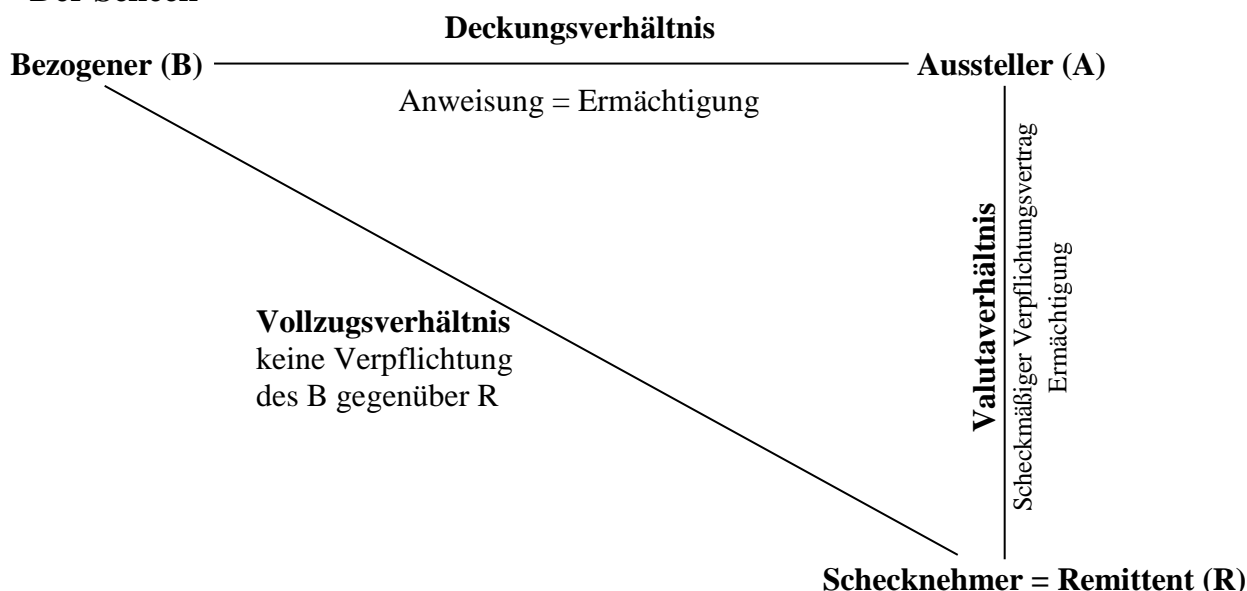 Der Scheck
Deckungsverhältnis
Bezogener (B)
Aussteller (A)
Anweisung = Ermächtigung
Vollzugsverhältnis
keine Verpflichtung
des B gegenüber R
Valutaverhältnis
Scheckmäßiger Verpflichtungsvertrag
Ermächtigung
Schecknehmer = Remittent (R)